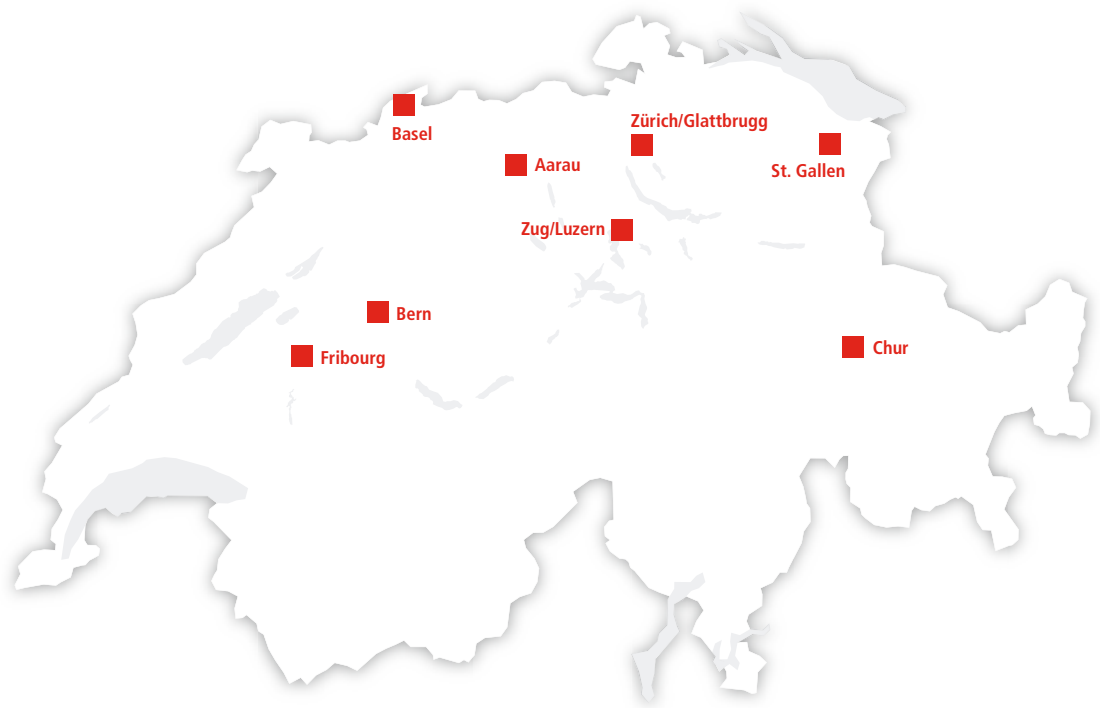 Zürich/Glattbrugg
Basel
Aarau
St. Gallen
Zug/Luzern
Bern
Chur
Fribourg